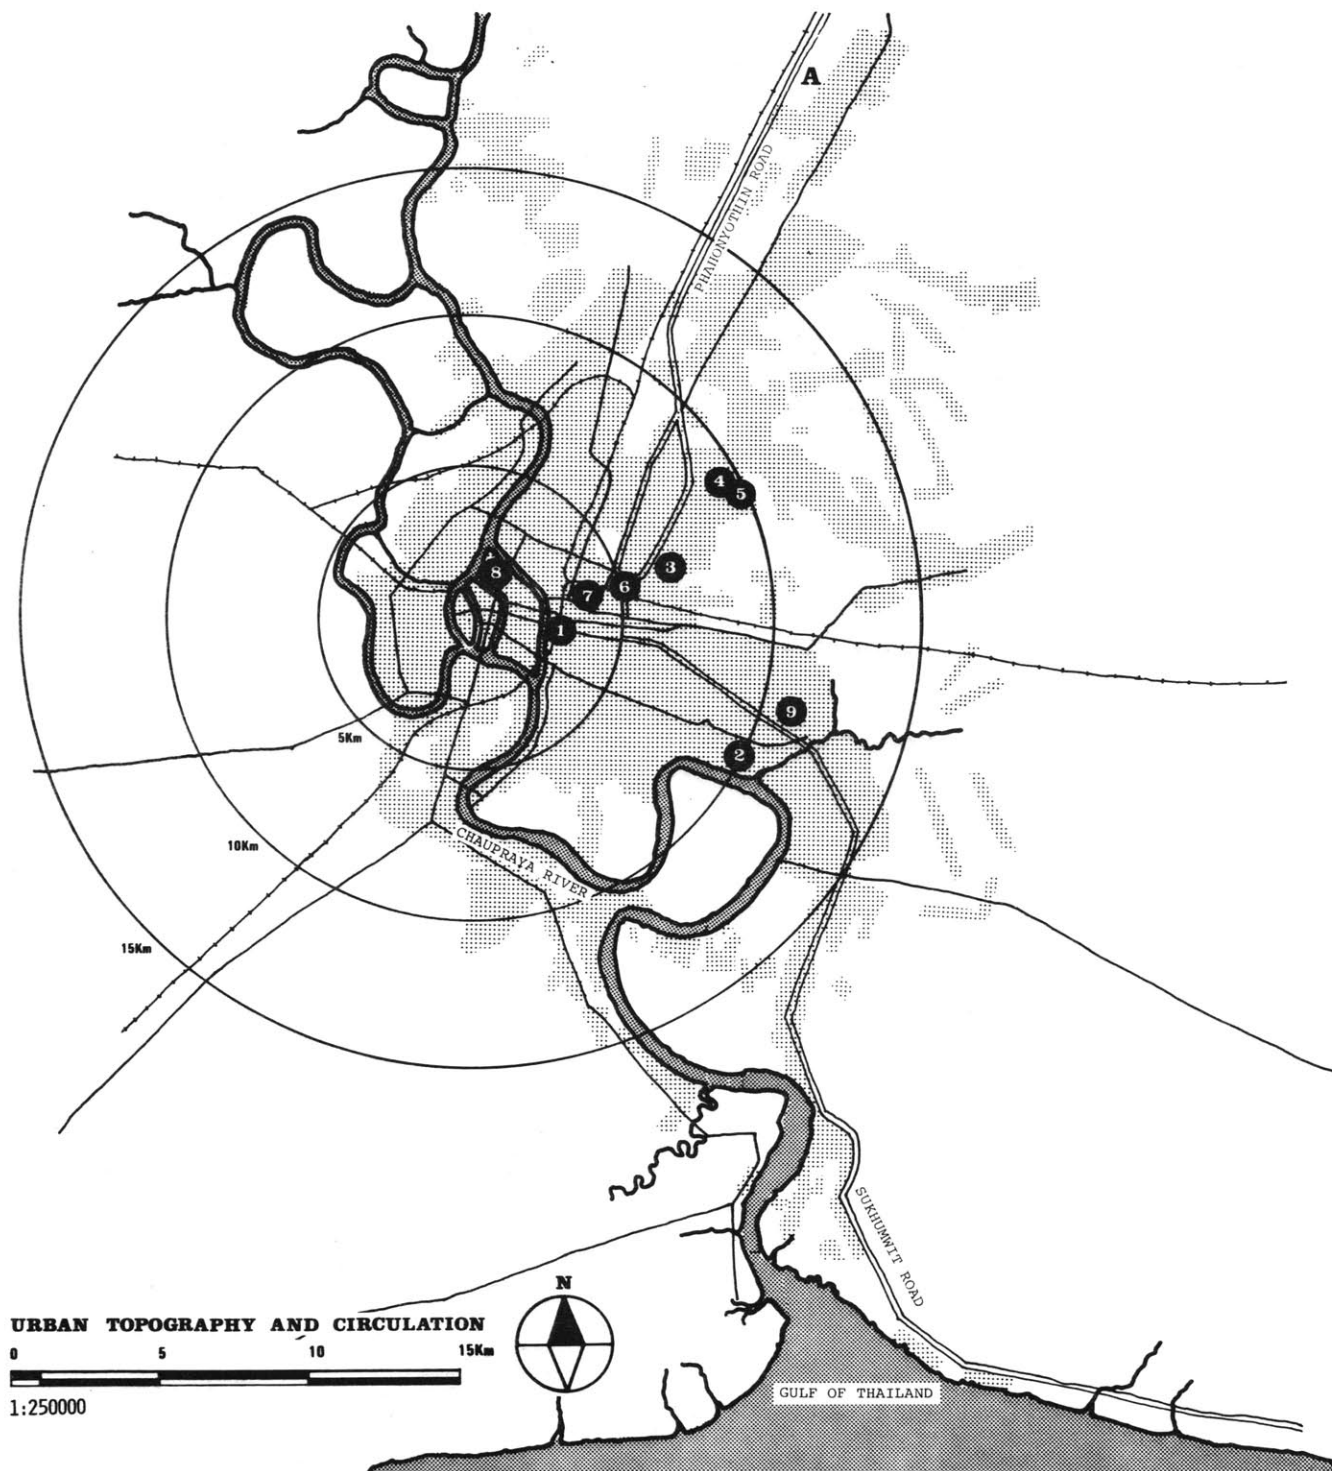 A
PHAHONYOTHIN ROAD
4
5
3
8
6
7
1
9
2
5Km
10Km
CHAUPRAYA RIVER
15Km
SUKHUMWIT ROAD
N
URBAN TOPOGRAPHY AND CIRCULATION
0 5 10 15Km
1:250000
GULF OF THAILAND